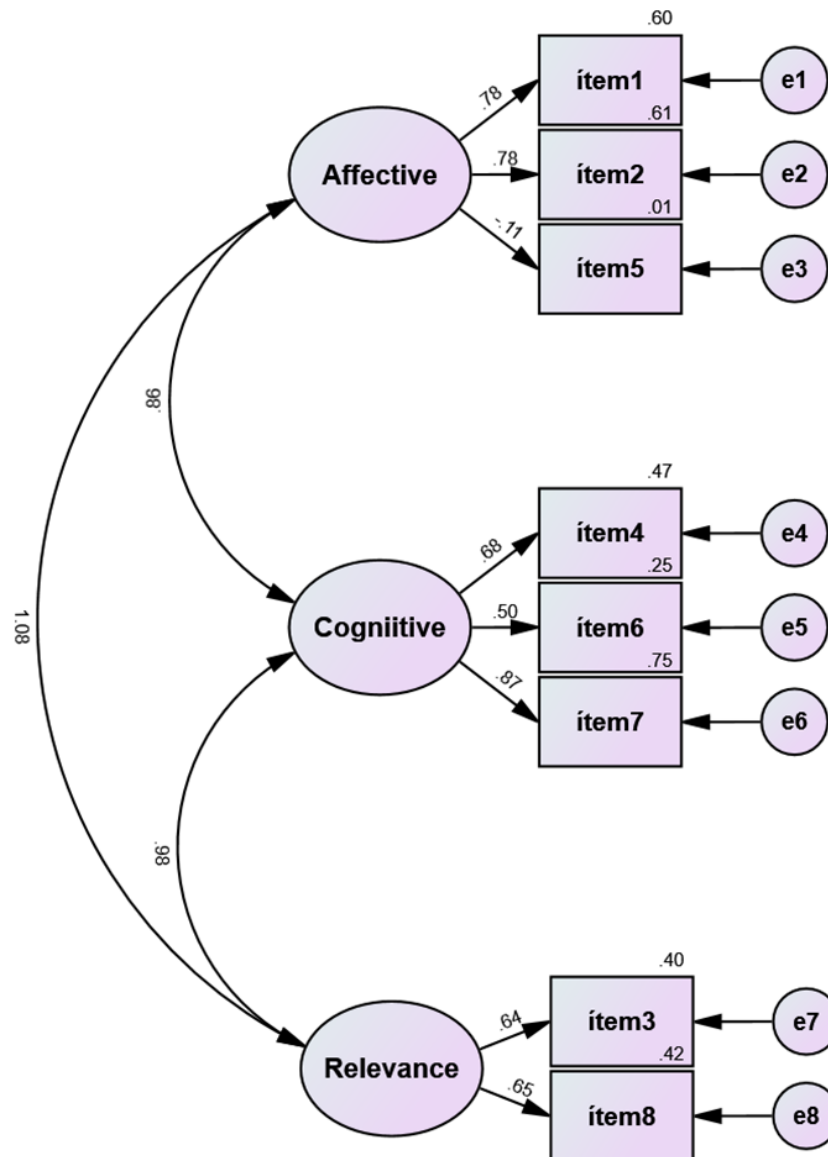 .60
.78
ítem1
e1
.61
Affective
.78
ítem2
e2
.01
-.11
ítem5
e3
.98
.47
.68
ítem4
e4
.25
Cogniitive
.50
ítem6
e5
.75
.87
ítem7
e6
1.08
.98
.40
.64
ítem3
e7
.42
Relevance
.65
ítem8
e8